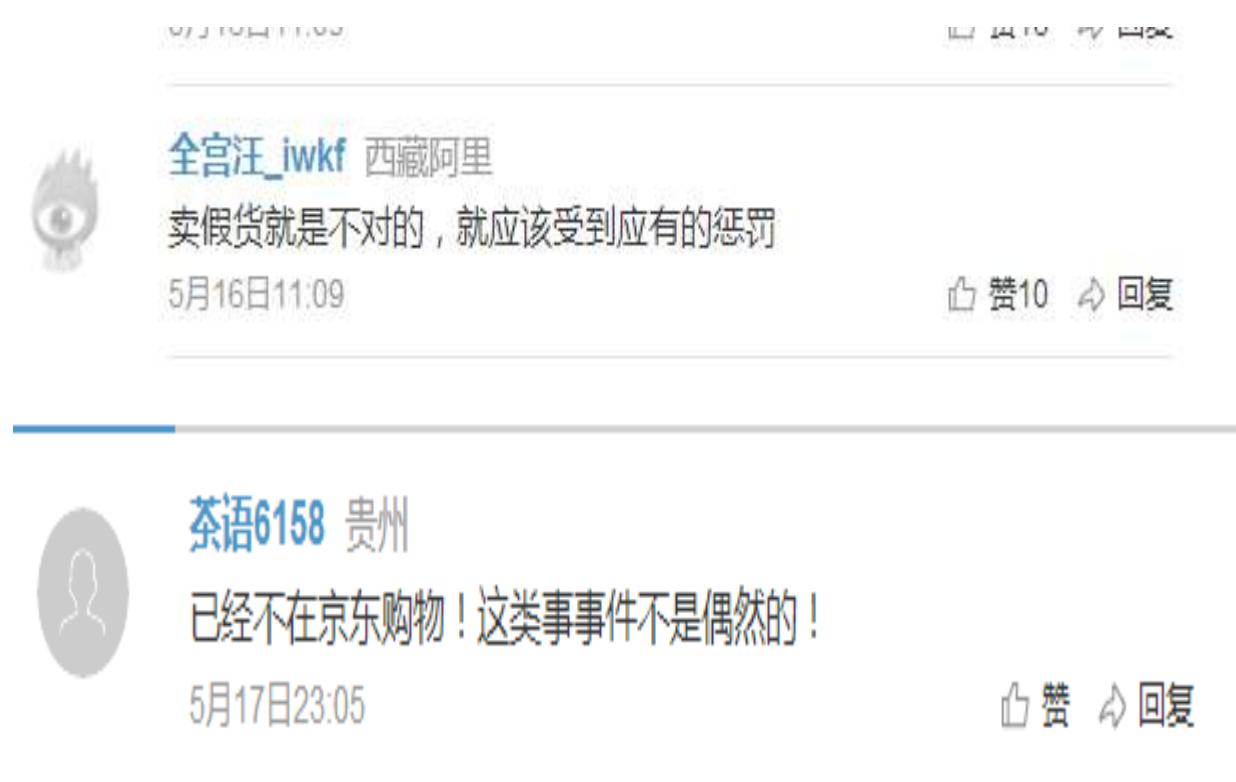 全宫汪_iwkf 西藏阿里
卖假货就是不对的，就应该受到应有的惩罚
5月16日11:09 赞10 回复
茶语6158 贵州
已经不在京东购物！这类事事件不是偶然的！
5月17日23:05 赞 回复